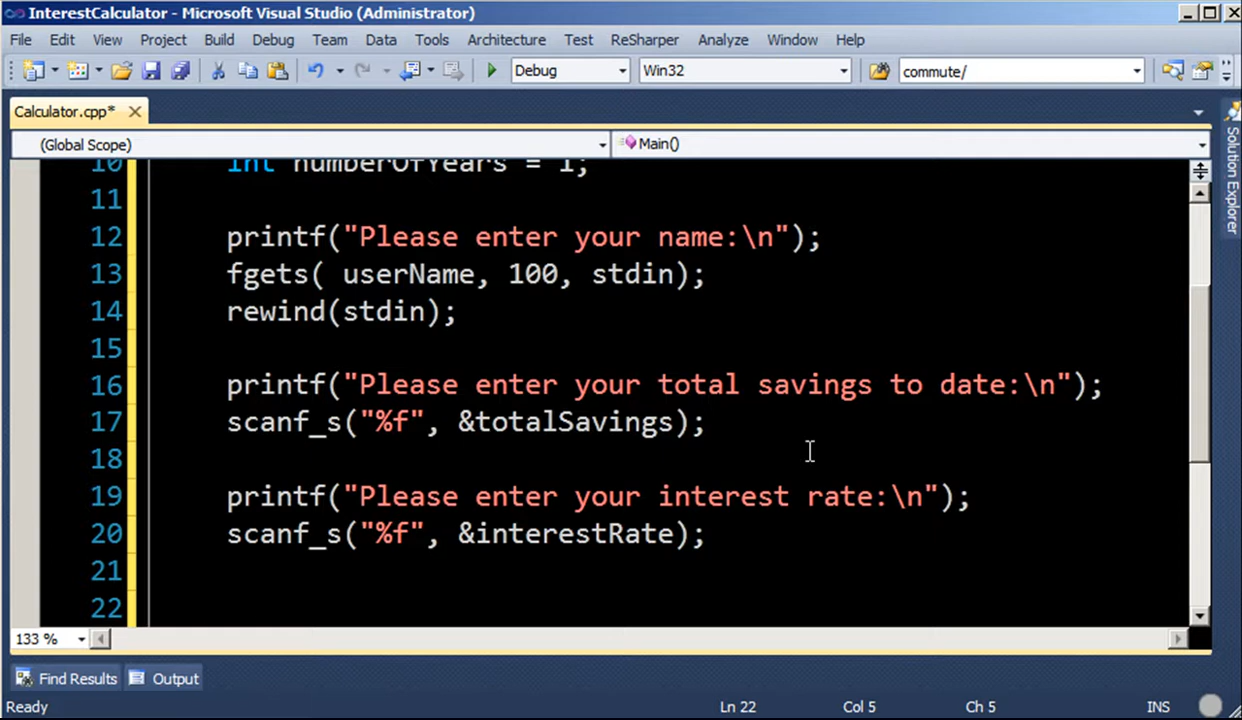 InterestCalculator - Microsoft Visual Studio (Administrator)
File Edit View Project Build Debug Team Data Tools Architecture Test ReSharper Analyze Window Help
Debug Win32 commute/
Calculator.cpp*
(Global Scope) Main()
Solution Explorer
10 int numberOfYears = 1;
11
12 printf("Please enter your name:\n");
13 fgets( userName, 100, stdin);
14 rewind(stdin);
15
16 printf("Please enter your total savings to date:\n");
17 scanf_s("%f", &totalSavings);
18
19 printf("Please enter your interest rate:\n");
20 scanf_s("%f", &interestRate);
21
22
133 %
Find Results Output
Ready Ln 22 Col 5 Ch 5 INS